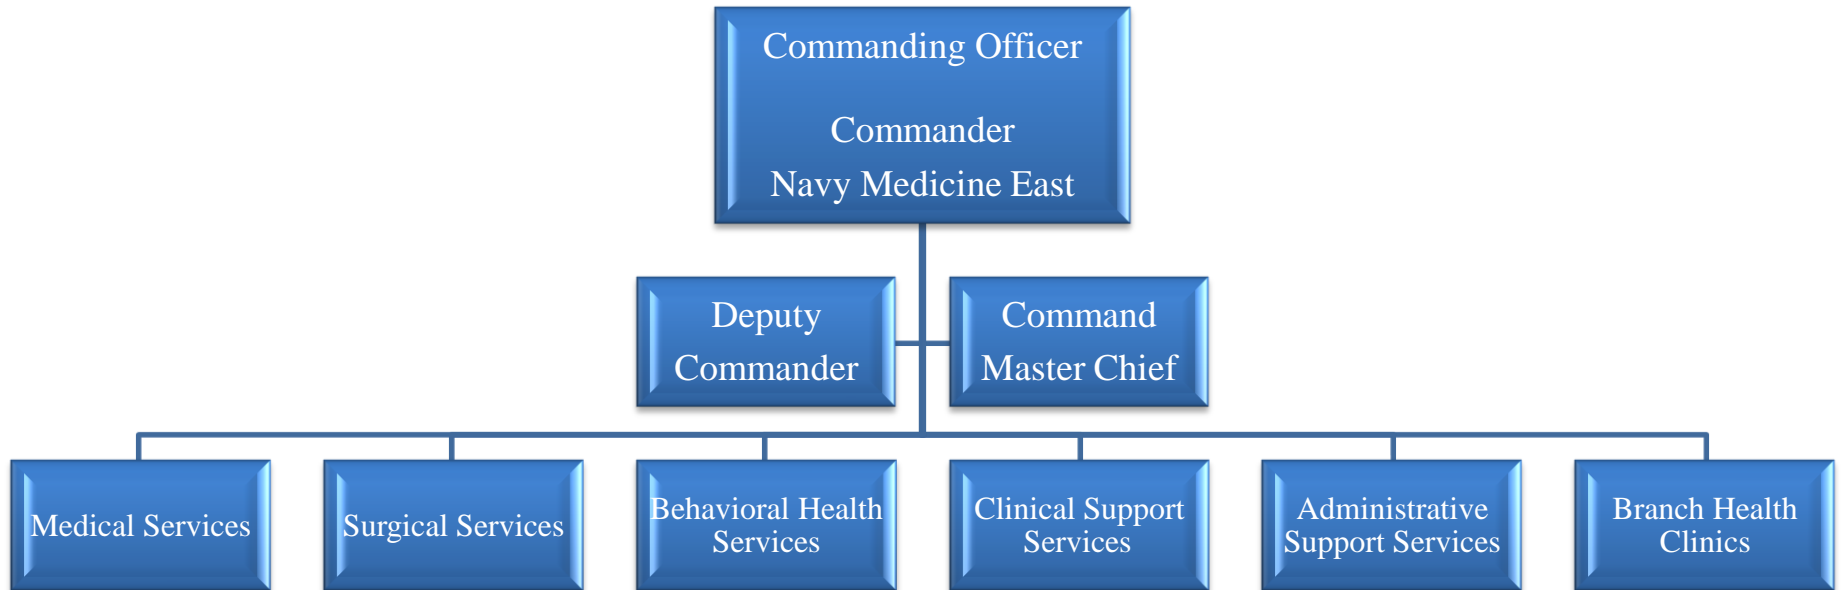 Commanding Officer
Commander
Navy Medicine East
Deputy
Commander
Command
Master Chief
Medical Services
Surgical Services
Behavioral Health
Services
Clinical Support
Services
Administrative
Support Services
Branch Health
Clinics